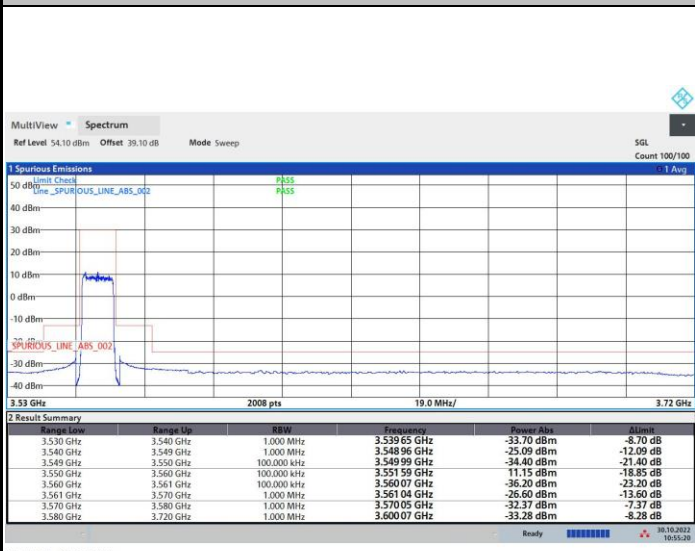 MultiView Spectrum
Ref Level 54.10 dBm Offset 39.10 dB Mode Sweep SGL
Count 100/100
1 Spurious Emissions 1 Avg
50 dBm Limit Check PASS
Line _SPURIOUS_LINE_ABS_002 PASS
40 dBm
30 dBm
20 dBm
10 dBm
0 dBm
-10 dBm
-20 dBm
_SPURIOUS_LINE_ABS_002
-30 dBm
-40 dBm
3.53 GHz 2008 pts 19.0 MHz/ 3.72 GHz
2 Result Summary
Range Low Range Up RBW Frequency Power Abs ΔLimit
3.530 GHz 3.540 GHz 1.000 MHz 3.539 65 GHz -33.70 dBm -8.70 dB
3.540 GHz 3.549 GHz 1.000 MHz 3.548 96 GHz -25.09 dBm -12.09 dB
3.549 GHz 3.550 GHz 100.000 kHz 3.549 99 GHz -34.40 dBm -21.40 dB
3.550 GHz 3.560 GHz 100.000 kHz 3.551 59 GHz 11.15 dBm -18.85 dB
3.560 GHz 3.561 GHz 100.000 kHz 3.560 07 GHz -36.20 dBm -23.20 dB
3.561 GHz 3.570 GHz 1.000 MHz 3.561 04 GHz -26.60 dBm -13.60 dB
3.570 GHz 3.580 GHz 1.000 MHz 3.570 05 GHz -32.37 dBm -7.37 dB
3.580 GHz 3.720 GHz 1.000 MHz 3.600 07 GHz -33.28 dBm -8.28 dB
Ready 30.10.2022
10:55:20